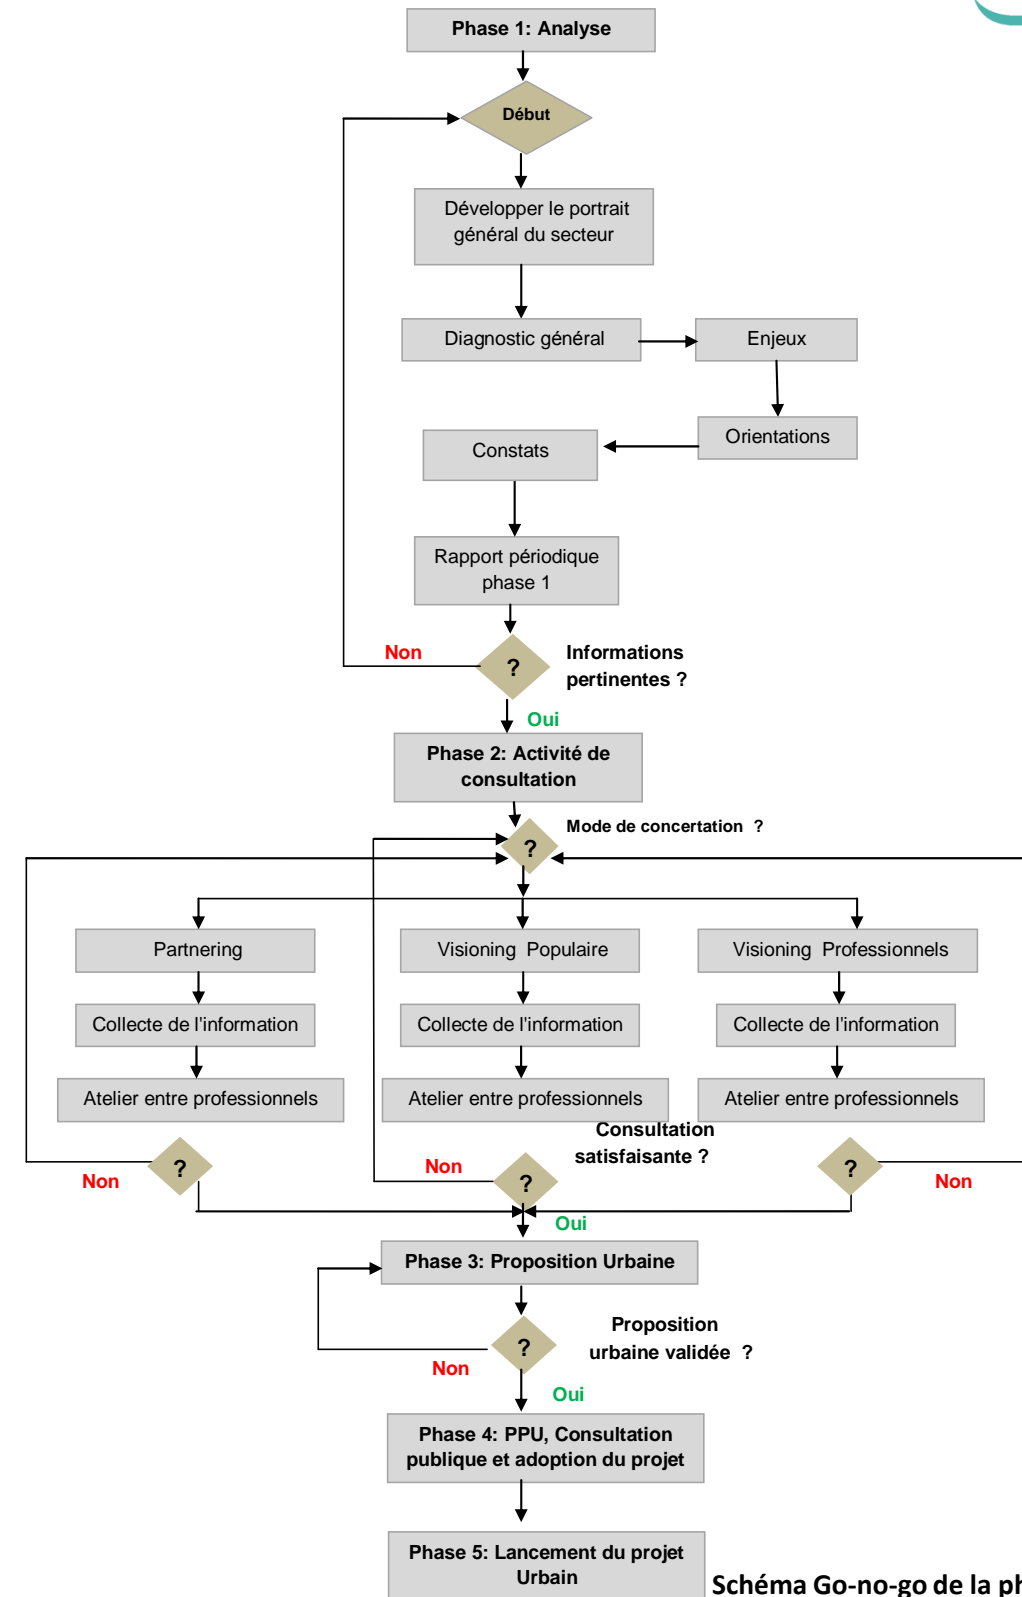 Phase 1: Analyse
Début
Développer le portrait
général du secteur
Diagnostic général
Enjeux
Orientations
Constats
Rapport périodique
phase 1
Non
?
Informations
pertinentes ?
Oui
Phase 2: Activité de
consultation
Mode de concertation ?
?
Partnering
Visioning Populaire
Visioning Professionnels
Collecte de l'information
Collecte de l'information
Collecte de l'information
Atelier entre professionnels
Atelier entre professionnels
Atelier entre professionnels
Consultation
satisfaisante ?
Non
?
Non
?
?
Non
Oui
Phase 3: Proposition Urbaine
Proposition
urbaine validée ?
?
Non
Oui
Phase 4: PPU, Consultation
publique et adoption du projet
Phase 5: Lancement du projet
Urbain
Schéma Go-no-go de la